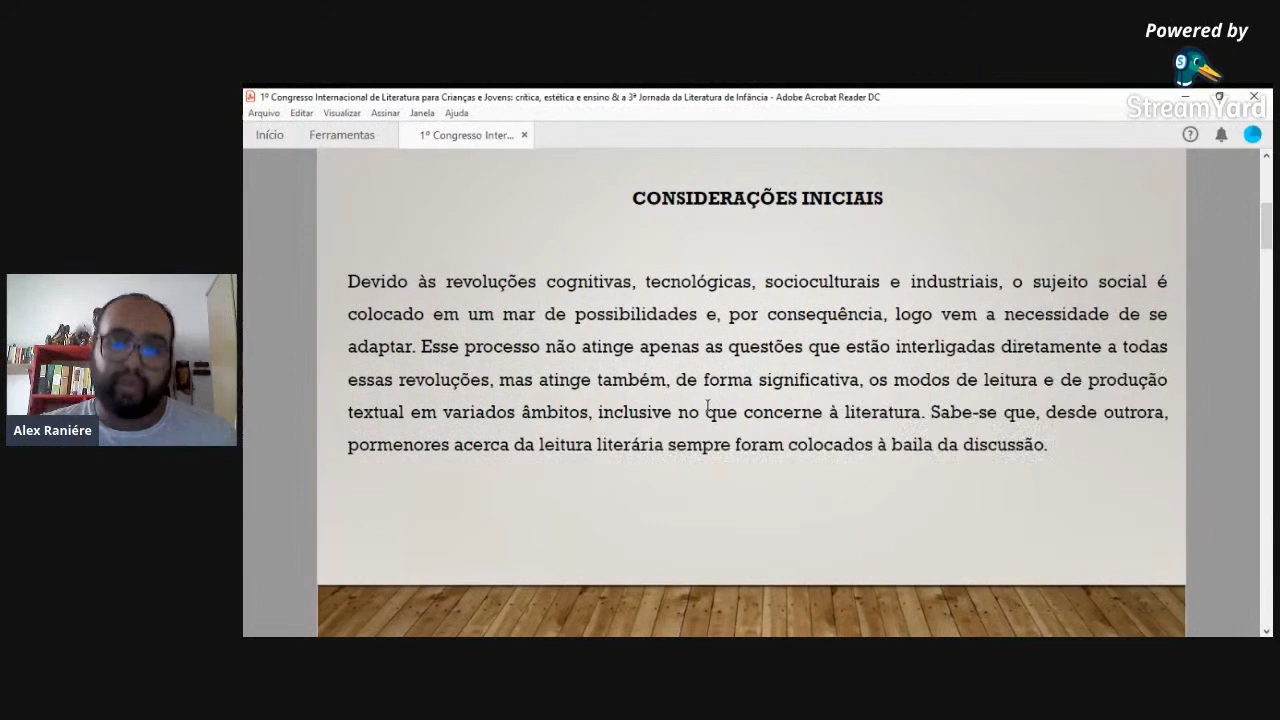 Powered by
StreamYard
1º Congresso Internacional de Literatura para Crianças e Jovens: crítica, estética e ensino & a 3ª Jornada da Literatura de Infância - Adobe Acrobat Reader DC
Arquivo Editar Visualizar Assinar Janela Ajuda
Início Ferramentas 1º Congresso Inter...
CONSIDERAÇÕES INICIAIS
Devido às revoluções cognitivas, tecnológicas, socioculturais e industriais, o sujeito social é
colocado em um mar de possibilidades e, por consequência, logo vem a necessidade de se
adaptar. Esse processo não atinge apenas as questões que estão interligadas diretamente a todas
essas revoluções, mas atinge também, de forma significativa, os modos de leitura e de produção
textual em variados âmbitos, inclusive no que concerne à literatura. Sabe-se que, desde outrora,
pormenores acerca da leitura literária sempre foram colocados à baila da discussão.
Alex Raniére